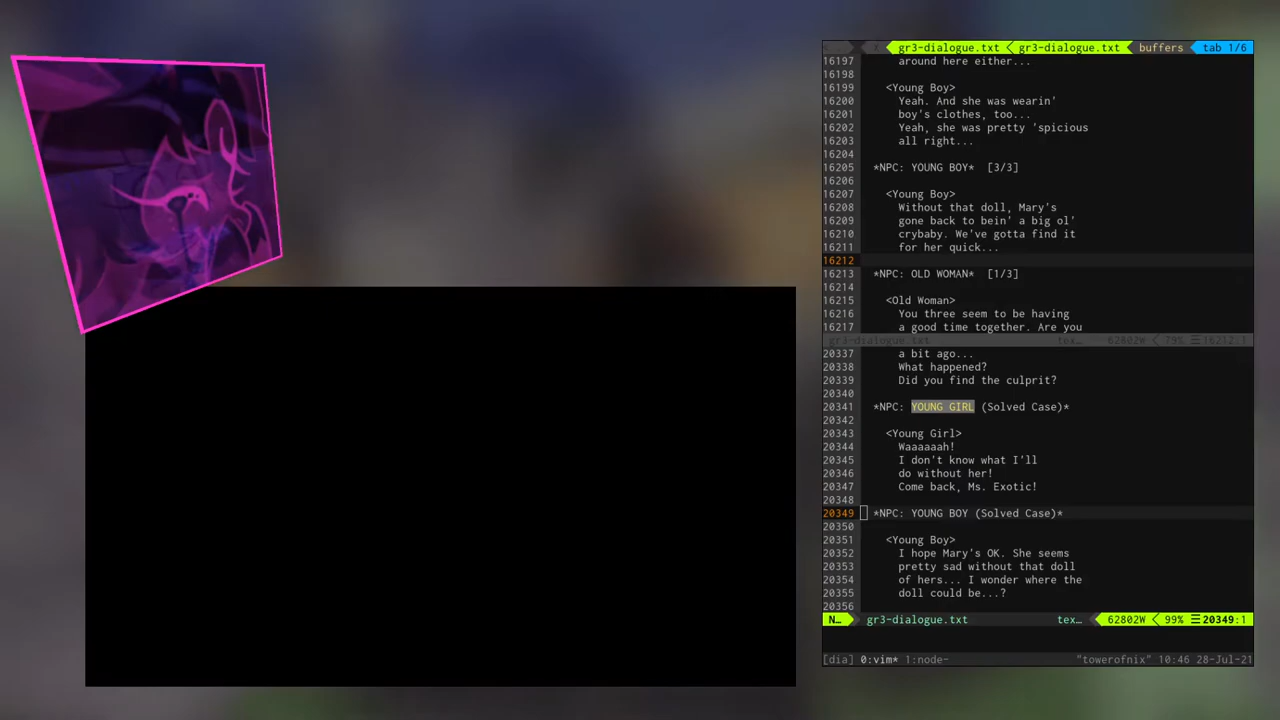 gr3-dialogue.txt gr3-dialogue.txt buffers tab 1/6
16197 around here either...
16198
16199 <Young Boy>
16200 Yeah. And she was wearin'
16201 boy's clothes, too...
16202 Yeah, she was pretty 'spicious
16203 all right...
16204
16205 *NPC: YOUNG BOY* [3/3]
16206
16207 <Young Boy>
16208 Without that doll, Mary's
16209 gone back to bein' a big ol'
16210 crybaby. We've gotta find it
16211 for her quick...
16212
16213 *NPC: OLD WOMAN* [1/3]
16214
16215 <Old Woman>
16216 You three seem to be having
16217 a good time together. Are you
gr3-dialogue.txt tex… 62802W < 79% ☰16212:1
20337 a bit ago...
20338 What happened?
20339 Did you find the culprit?
20340
20341 *NPC: YOUNG GIRL (Solved Case)*
20342
20343 <Young Girl>
20344 Waaaaaah!
20345 I don't know what I'll
20346 do without her!
20347 Come back, Ms. Exotic!
20348
20349 *NPC: YOUNG BOY (Solved Case)*
20350
20351 <Young Boy>
20352 I hope Mary's OK. She seems
20353 pretty sad without that doll
20354 of hers... I wonder where the
20355 doll could be...?
20356
N… gr3-dialogue.txt tex… 62802W < 99% ☰20349:1
[dia] 0:vim* 1:node- "towerofnix" 10:46 28-Jul-21